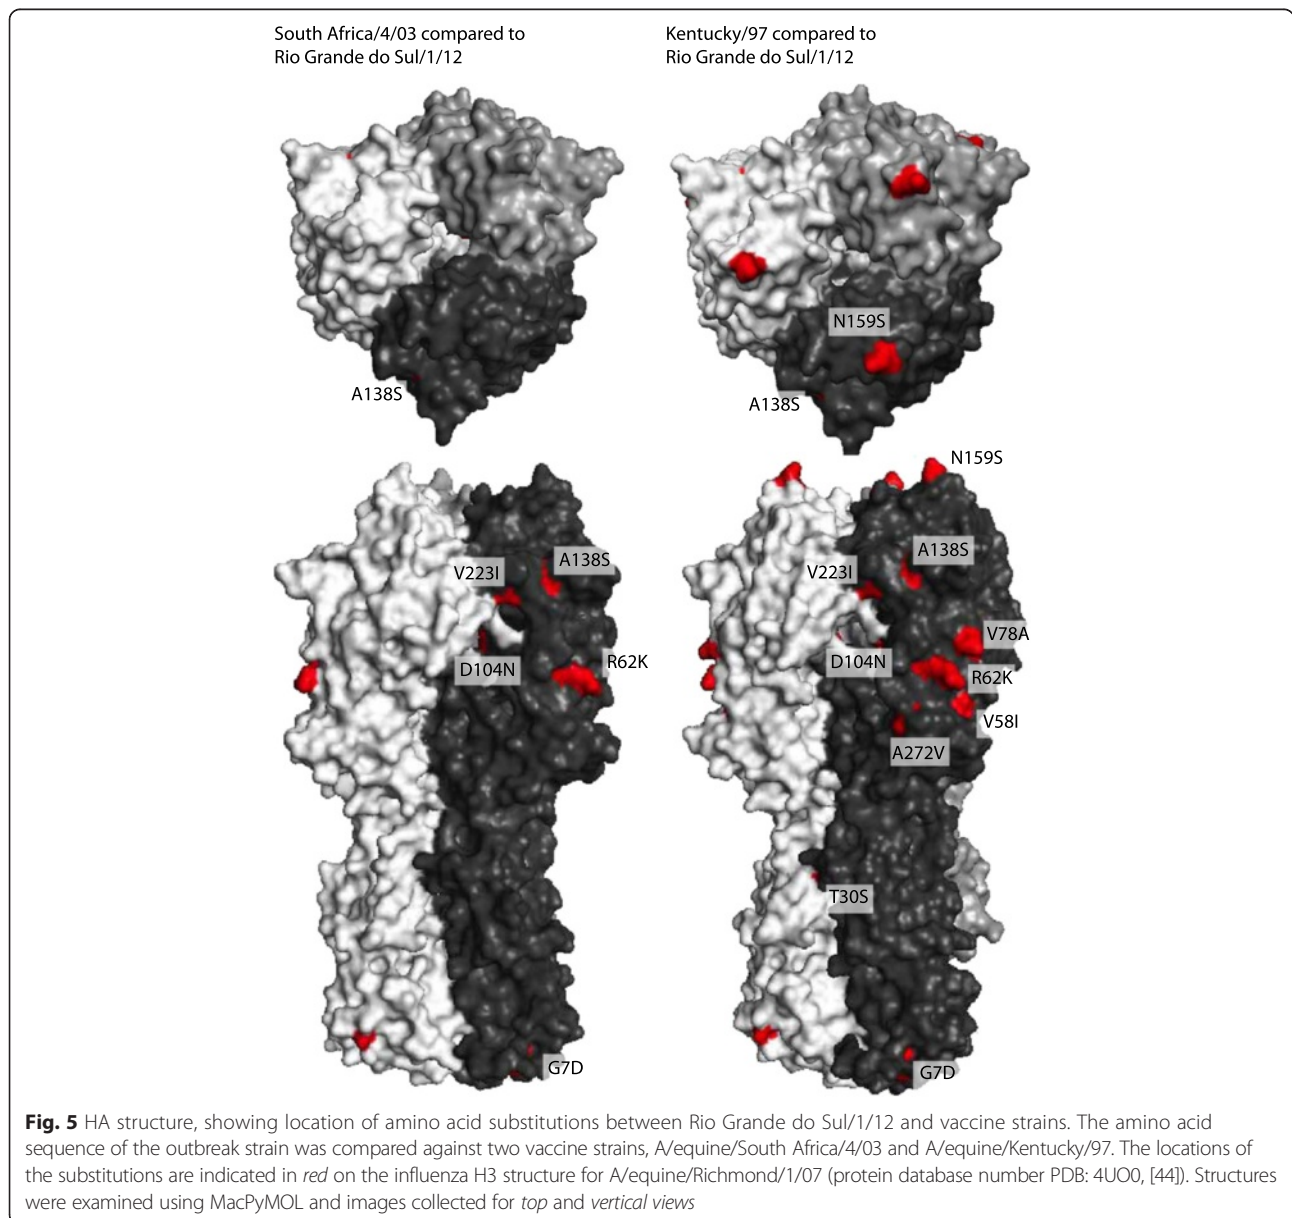 South Africa/4/03 compared to
Rio Grande do Sul/1/12
Kentucky/97 compared to
Rio Grande do Sul/1/12
A138S
N159S
A138S
V223I
A138S
D104N
R62K
G7D
N159S
V223I
A138S
V78A
D104N
R62K
V58I
A272V
T30S
G7D
Fig. 5 HA structure, showing location of amino acid substitutions between Rio Grande do Sul/1/12 and vaccine strains. The amino acid
sequence of the outbreak strain was compared against two vaccine strains, A/equine/South Africa/4/03 and A/equine/Kentucky/97. The locations of
the substitutions are indicated in red on the influenza H3 structure for A/equine/Richmond/1/07 (protein database number PDB: 4UO0, [44]). Structures
were examined using MacPyMOL and images collected for top and vertical views